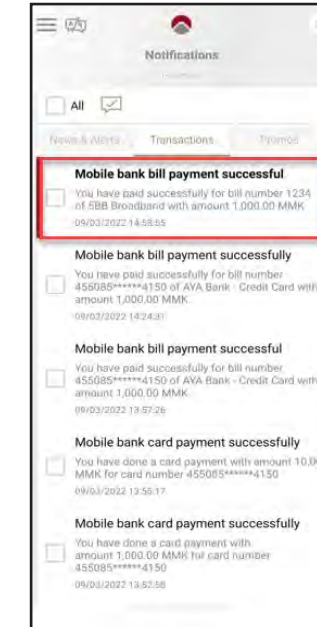 Notifications
All
News & Alerts Transactions Promos
Mobile bank bill payment successful
You have paid successfully for bill number 1234
of 5BB Broadband with amount 1,000.00 MMK
09/03/2022 14:58:55
Mobile bank bill payment successfully
You have paid successfully for bill number
455085******4150 of AYA Bank - Credit Card with
amount 1,000.00 MMK
09/03/2022 14:24:31
Mobile bank bill payment successful
You have paid successfully for bill number
455085******4150 of AYA Bank - Credit Card with
amount 1,000.00 MMK
09/03/2022 13:57:26
Mobile bank card payment successfully
You have done a card payment with amount 10,00
MMK for card number 455085******4150
09/03/2022 13:55:17
Mobile bank card payment successfully
You have done a card payment with
amount 1,000.00 MMK for card number
455085******4150
09/03/2022 13:52:58